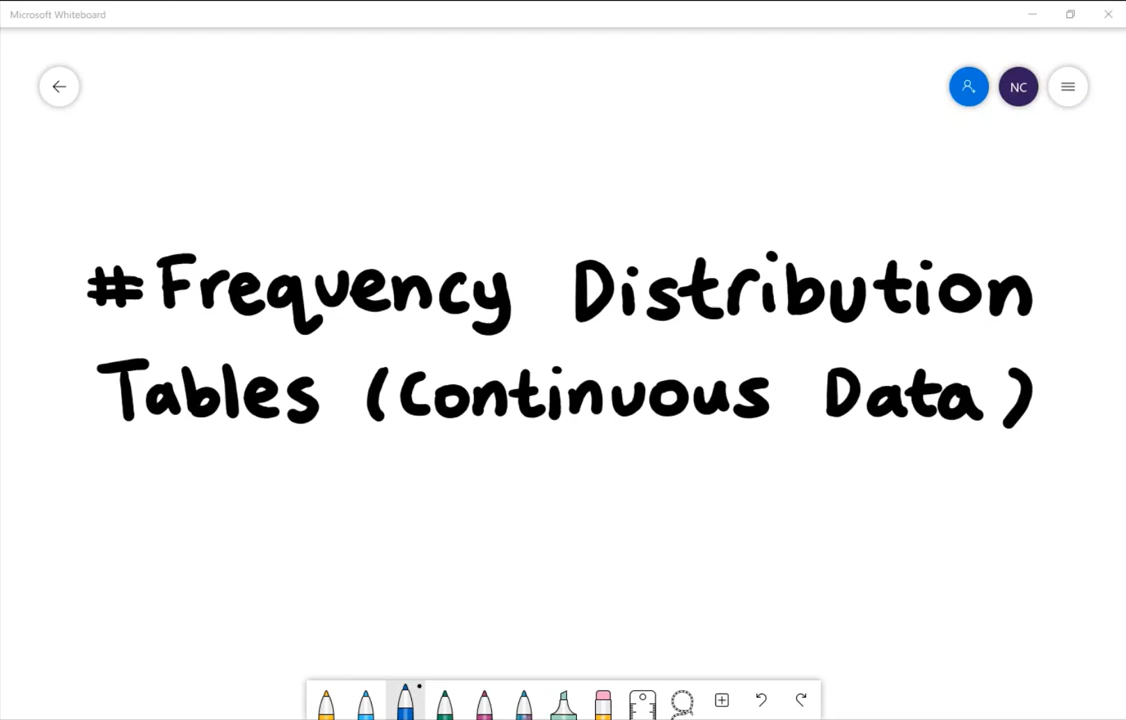 Microsoft Whiteboard
NC
#Frequency Distribution
Tables (Continuous Data)